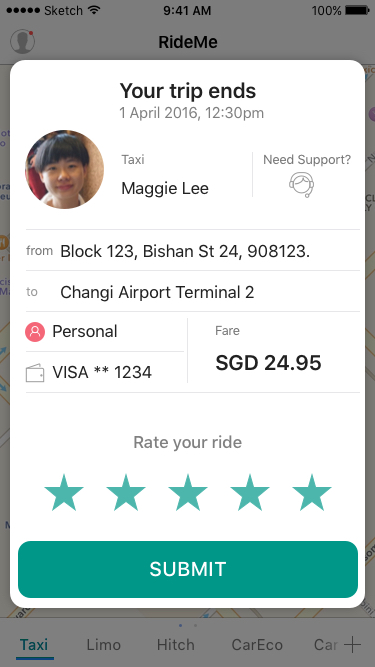 Sketch 9:41 AM 100%
RideMe
Your trip ends
1 April 2016, 12:30pm
Taxi
Need Support?
Maggie Lee
from Block 123, Bishan St 24, 908123.
to Changi Airport Terminal 2
Personal
Fare
VISA ** 1234
SGD 24.95
Rate your ride
SUBMIT
Taxi Limo Hitch CarEco Car